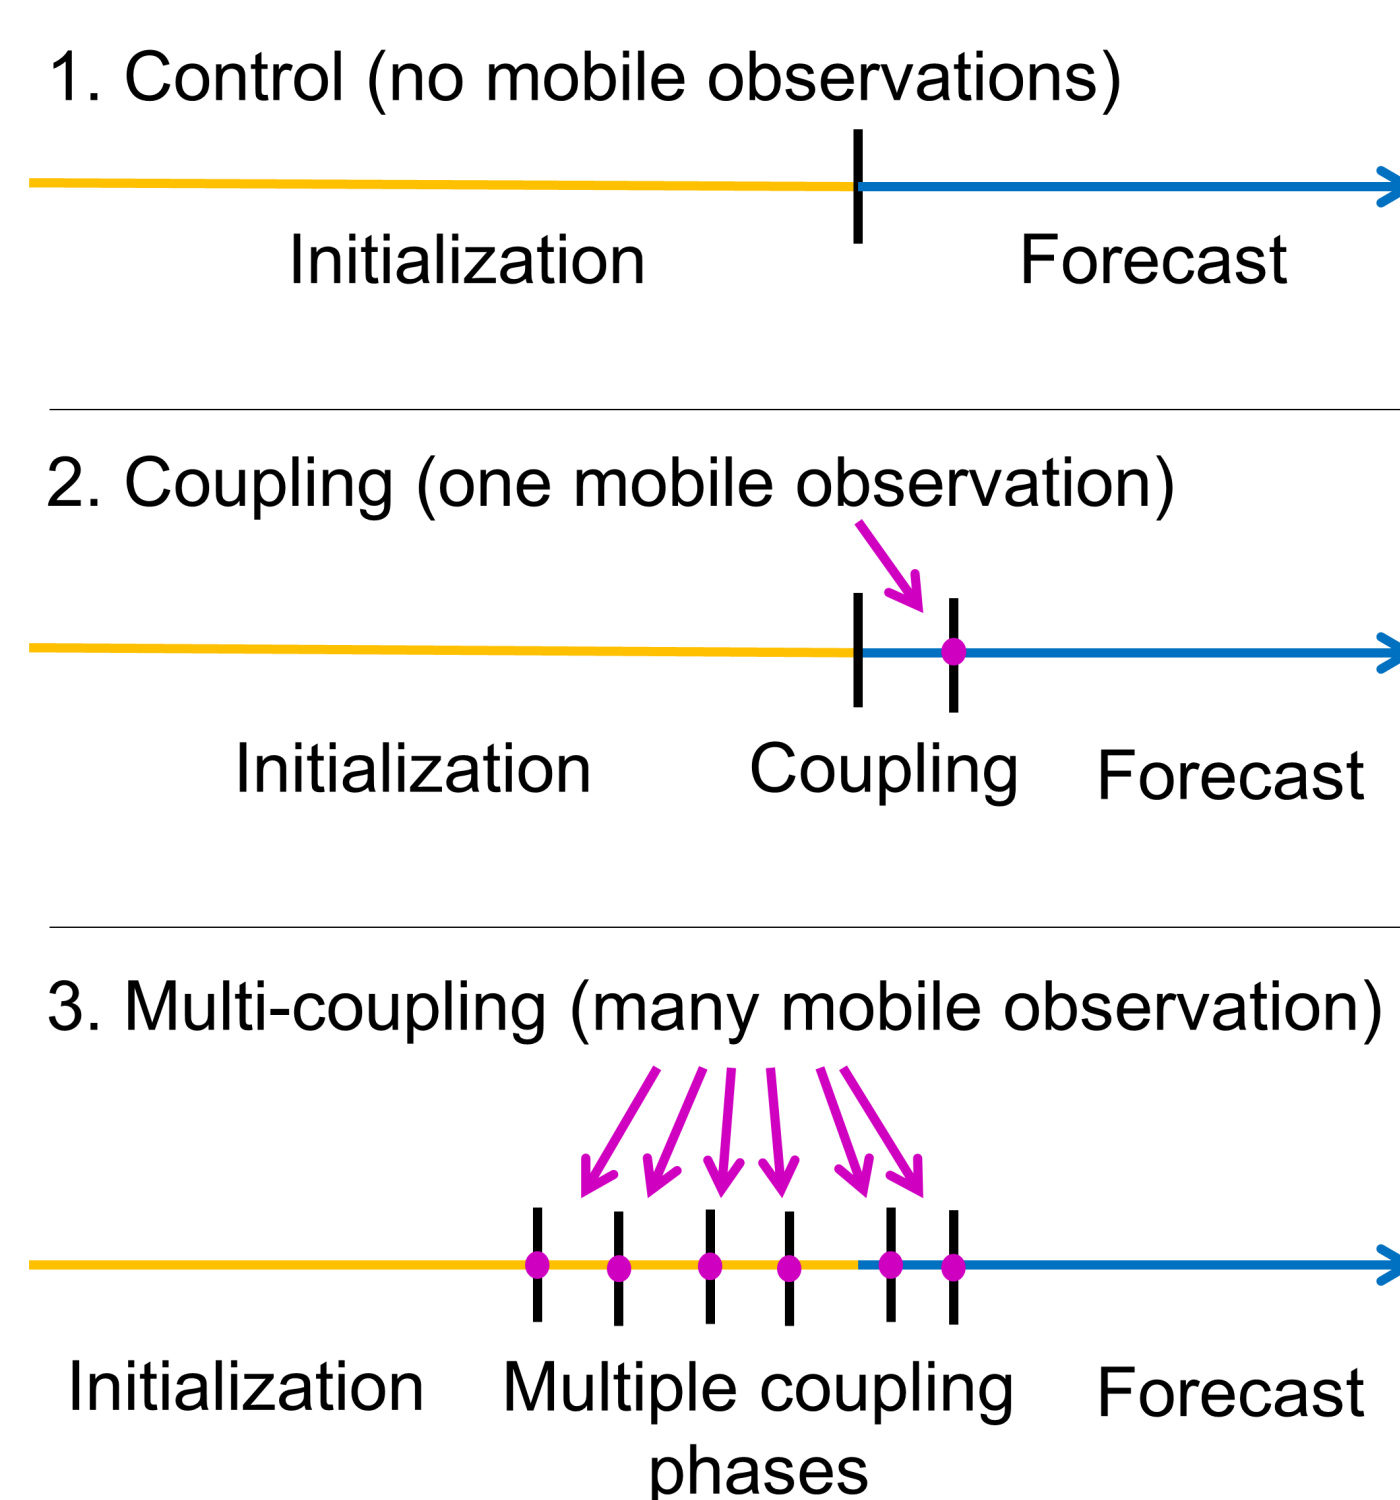 1. Control (no mobile observations)
Initialization
Forecast
2. Coupling (one mobile observation)
Initialization
Coupling
Forecast
3. Multi-coupling (many mobile observation)
Initialization
Multiple coupling
phases
Forecast